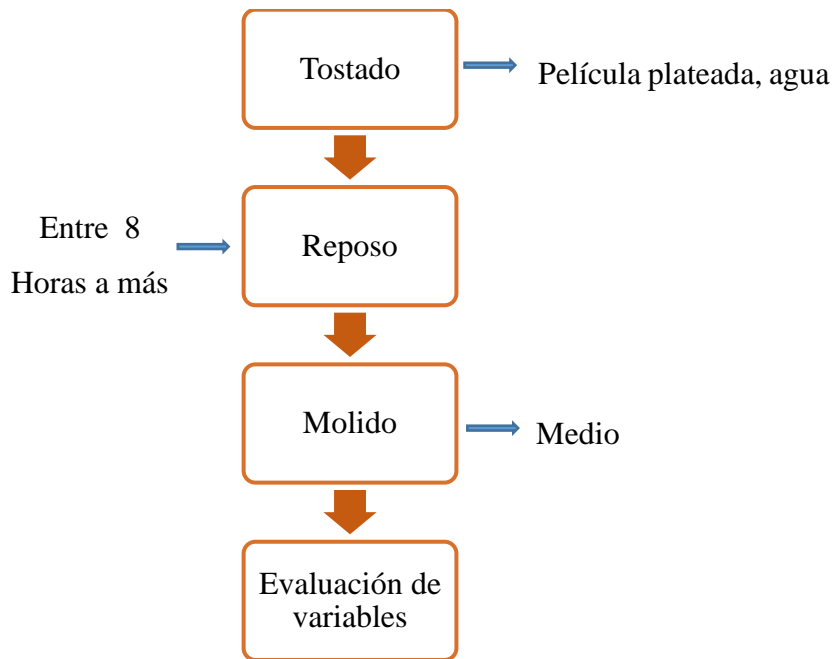 Tostado
Película plateada, agua
Entre 8
Horas a más
Reposo
Molido
Medio
Evaluación de
variables